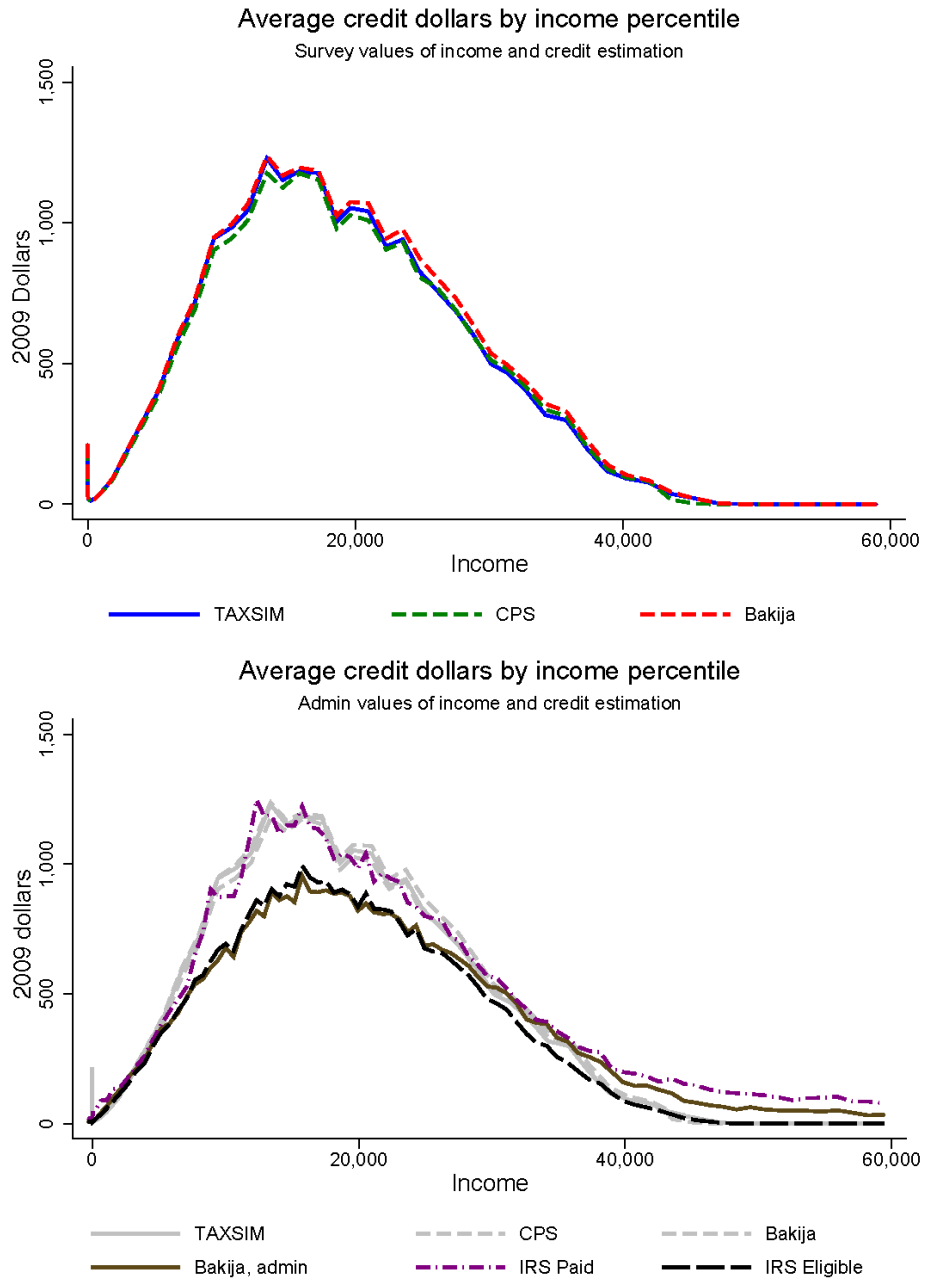 Average credit dollars by income percentile
Survey values of income and credit estimation
1,500
1,000
500
0
2009 Dollars
0 20,000 40,000 60,000
Income
TAXSIM CPS Bakija
Average credit dollars by income percentile
Admin values of income and credit estimation
1,500
1,000
500
0
2009 dollars
0 20,000 40,000 60,000
Income
TAXSIM CPS Bakija
Bakija, admin IRS Paid IRS Eligible